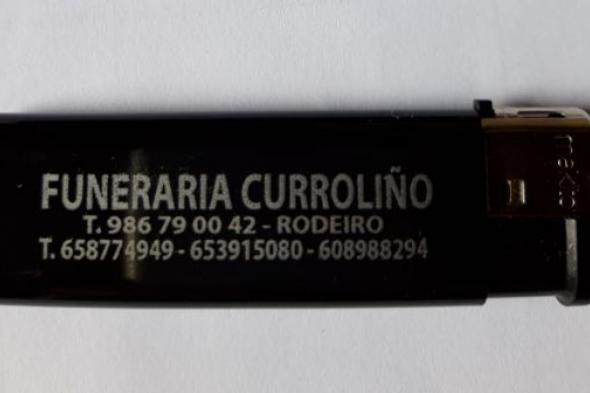 FUNERARIA CURROLIÑO
T. 986 79 00 42 - RODEIRO
T. 658774949 - 653915080 - 608988294